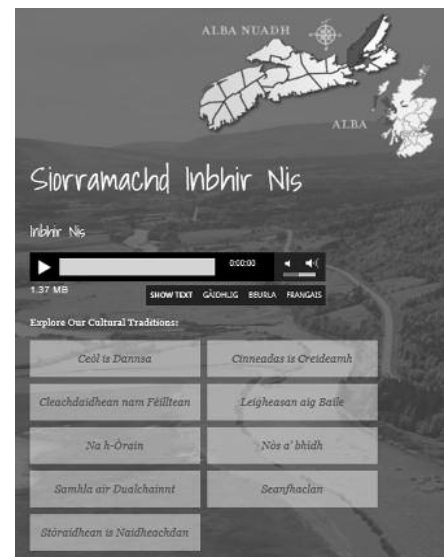 ALBA NUADH
ALBA
Siorramachd Inbhir Nis
Inbhir Nis
0:00:00
1.37 MB
SHOW TEXT GÀIDHLIG BEURLA FRANGAIS
Explore Our Cultural Traditions:
Ceòl is Dannsa Cinneadas is Creideamh
Cleachdaidhean nam Fèilltean Leigheasan aig Baile
Na h-Òrain Nòs a' bhidh
Samhla air Dualchainnt Seanfhaclan
Stòraidhean is Naidheachdan